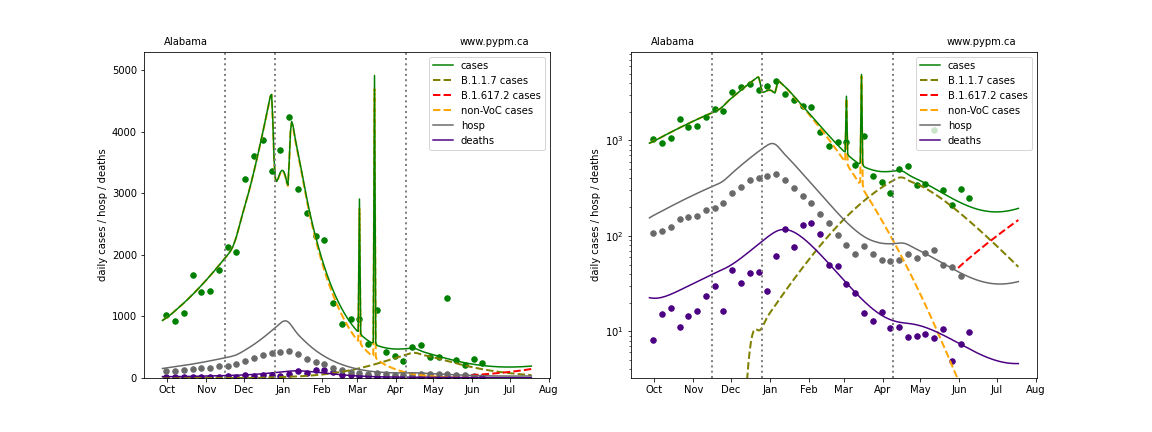 Alabama
www.pypm.ca
cases
B.1.1.7 cases
B.1.617.2 cases
non-VoC cases
hosp
deaths
daily cases / hosp / deaths
5000
4000
3000
2000
1000
0
Oct Nov Dec Jan Feb Mar Apr May Jun Jul Aug
Alabama
www.pypm.ca
cases
B.1.1.7 cases
B.1.617.2 cases
non-VoC cases
hosp
deaths
daily cases / hosp / deaths
10³
10²
10¹
Oct Nov Dec Jan Feb Mar Apr May Jun Jul Aug